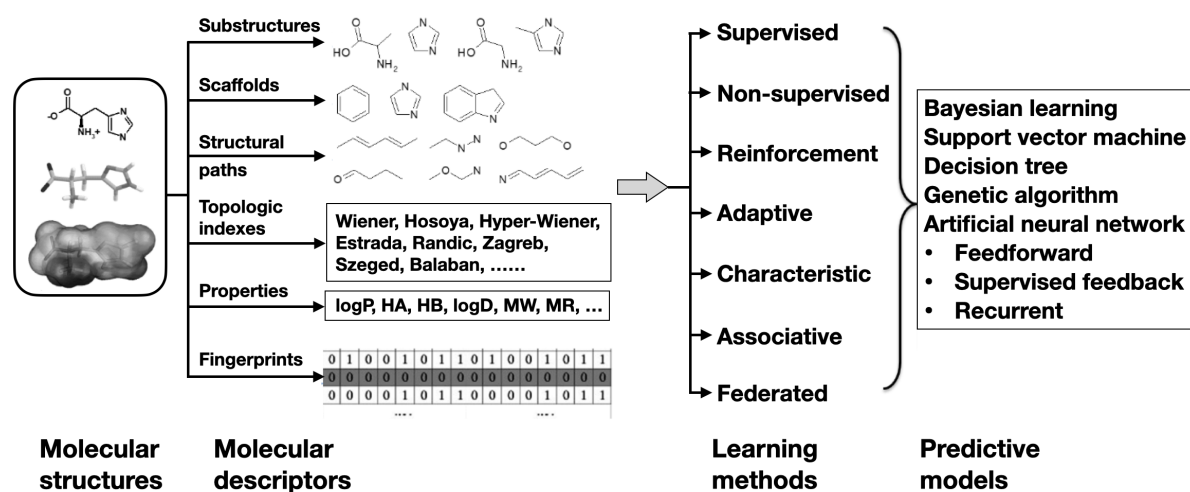 Substructures
Scaffolds
Structural
paths
Topologic
indexes
Properties
Fingerprints
O
-O
NH3+
N
N
O
HO
NH2
N
N
O
HO
NH2
N
N
N
N
N
N
N
O
O
O
O
N
N
Wiener, Hosoya, Hyper-Wiener,
Estrada, Randic, Zagreb,
Szeged, Balaban, ......
logP, HA, HB, logD, MW, MR, ...
0 1 0 0 1 0 1 1 0 1 0 0 1 0 1 1
0 0 0 0 0 0 0 0 0 0 0 0 0 0 0 0
0 0 0 0 1 0 1 1 0 0 0 0 1 0 1 1
Supervised
Non-supervised
Reinforcement
Adaptive
Characteristic
Associative
Federated
Bayesian learning
Support vector machine
Decision tree
Genetic algorithm
Artificial neural network
• Feedforward
• Supervised feedback
• Recurrent
Molecular
structures
Molecular
descriptors
Learning
methods
Predictive
models